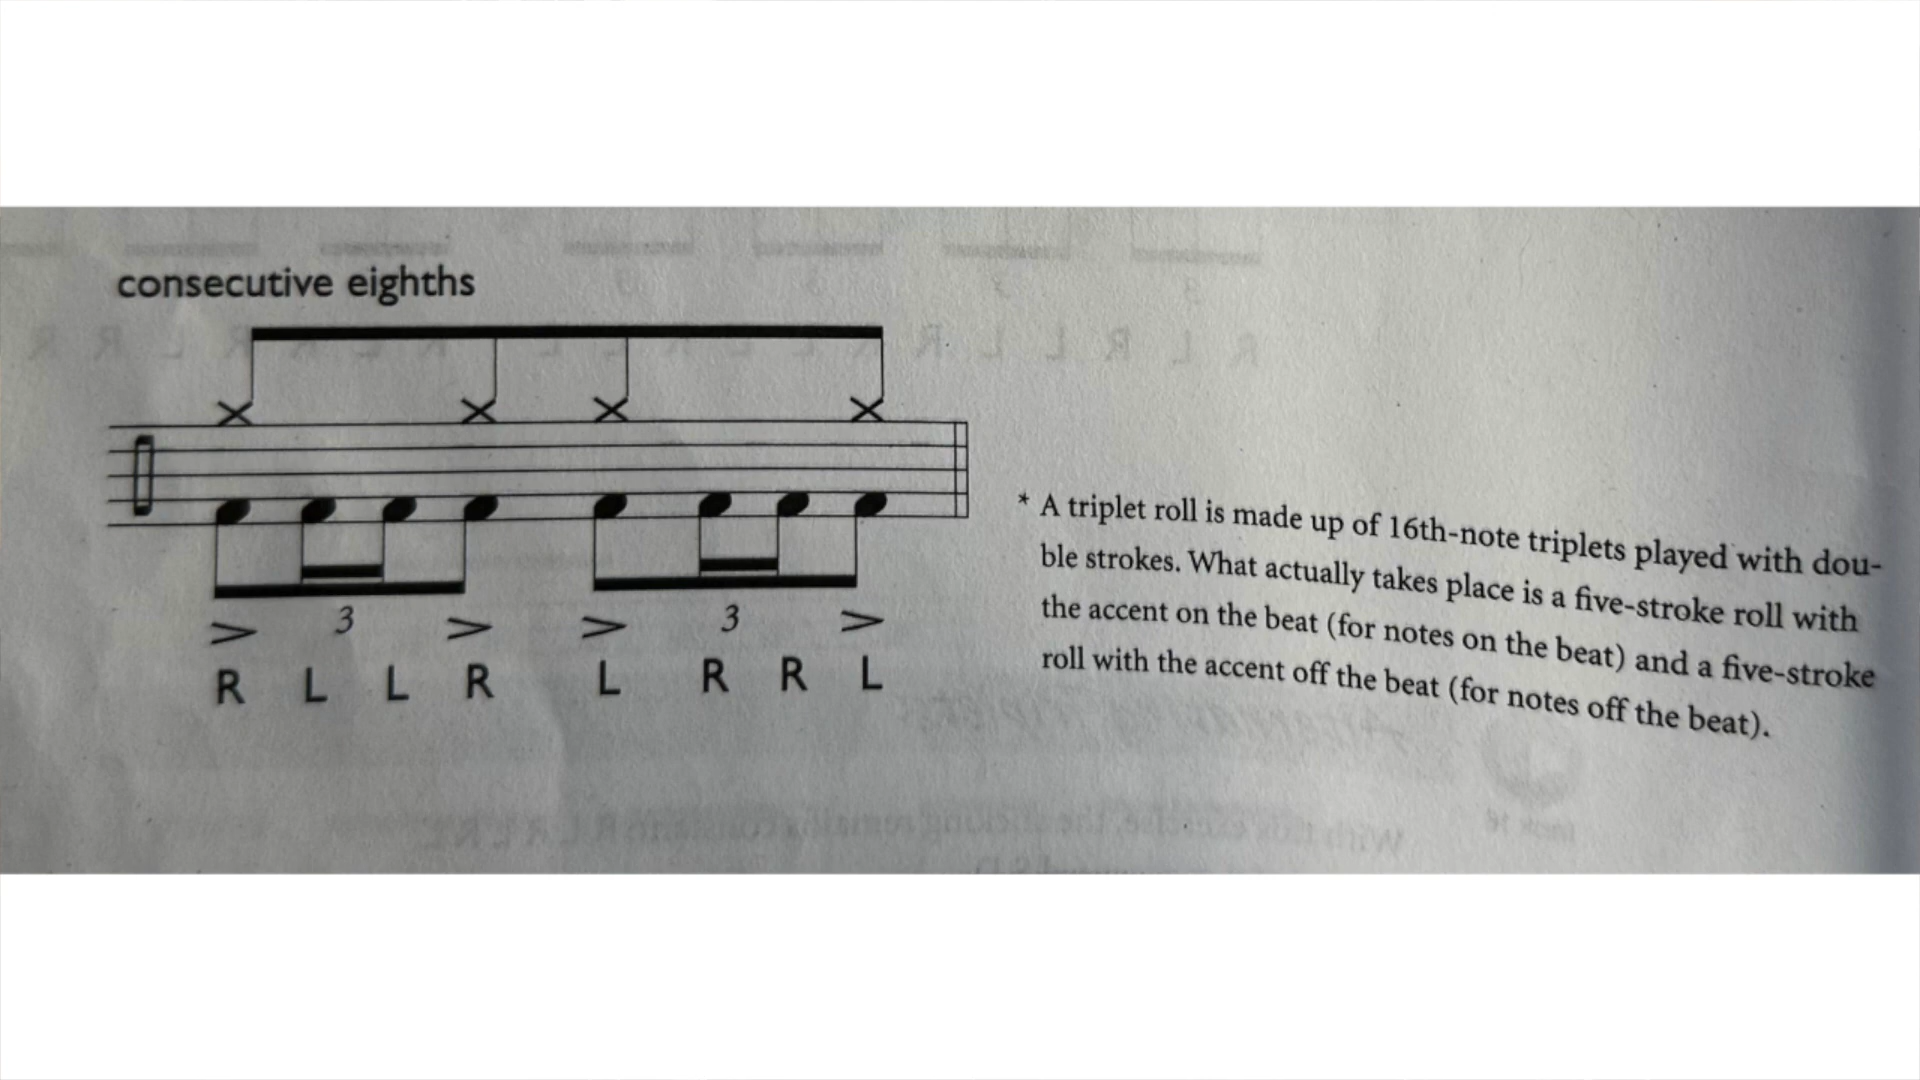 consecutive eighths
3 3
> > > >
R L L R L R R L
* A triplet roll is made up of 16th-note triplets played with dou-
ble strokes. What actually takes place is a five-stroke roll with
the accent on the beat (for notes on the beat) and a five-stroke
roll with the accent off the beat (for notes off the beat).